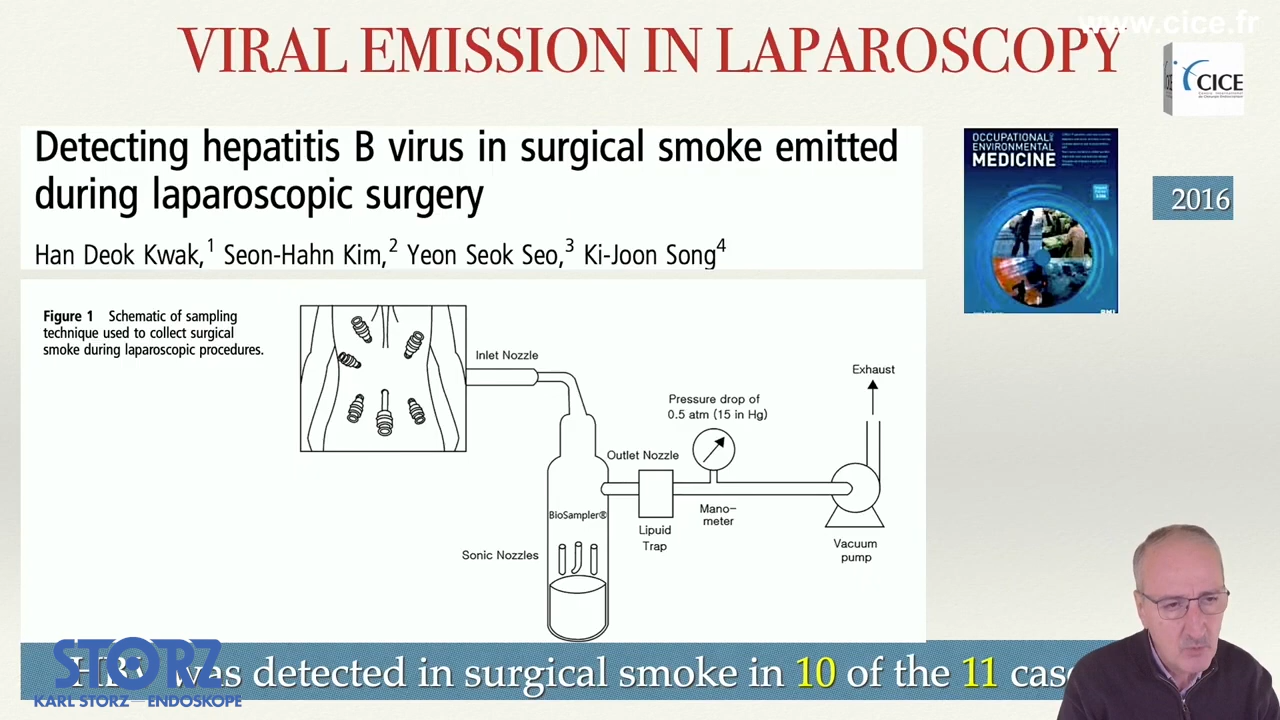 www.cice.fr
VIRAL EMISSION IN LAPAROSCOPY
CICE
Detecting hepatitis B virus in surgical smoke emitted
during laparoscopic surgery
Han Deok Kwak,1 Seon-Hahn Kim,2 Yeon Seok Seo,3 Ki-Joon Song4
OCCUPATIONAL AND
ENVIRONMENTAL
MEDICINE
2016
Figure 1 Schematic of sampling
technique used to collect surgical
smoke during laparoscopic procedures.
Inlet Nozzle
Exhaust
Pressure drop of
0.5 atm (15 in Hg)
Outlet Nozzle
BioSampler®
Mano-
meter
Lipuid
Trap
Sonic Nozzles
Vacuum
pump
STORZ
KARL STORZ — ENDOSKOPE
HBV was detected in surgical smoke in 10 of the 11 cases